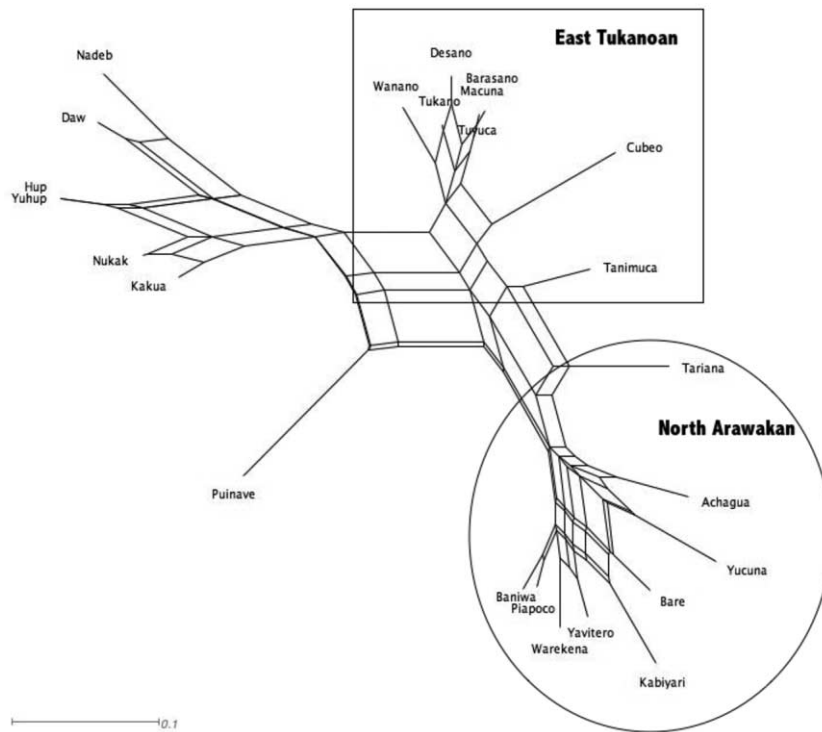 East Tukanoan
Nadeb
Desano
Barasano
Wanano
Macuna
Tukano
Daw
Tuyuca
Cubeo
Hup
Yuhup
Nukak
Tanimuca
Kakua
Tariana
North Arawakan
Puinave
Achagua
Yucuna
Baniwa
Bare
Piapoco
Yavitero
Warekena
Kabiyari
0.1